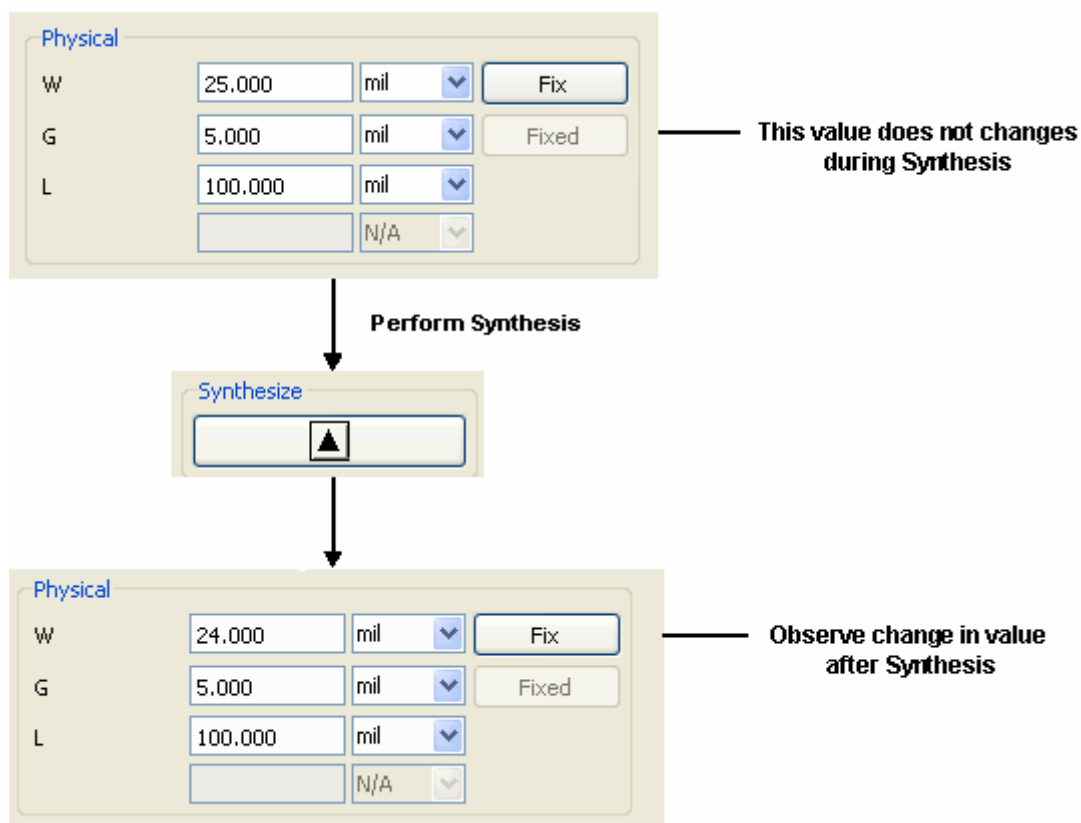 Physical
W 25.000 mil Fix
G 5.000 mil Fixed
L 100.000 mil
N/A
This value does not changes
during Synthesis
Perform Synthesis
Synthesize
Physical
W 24.000 mil Fix
G 5.000 mil Fixed
L 100.000 mil
N/A
Observe change in value
after Synthesis